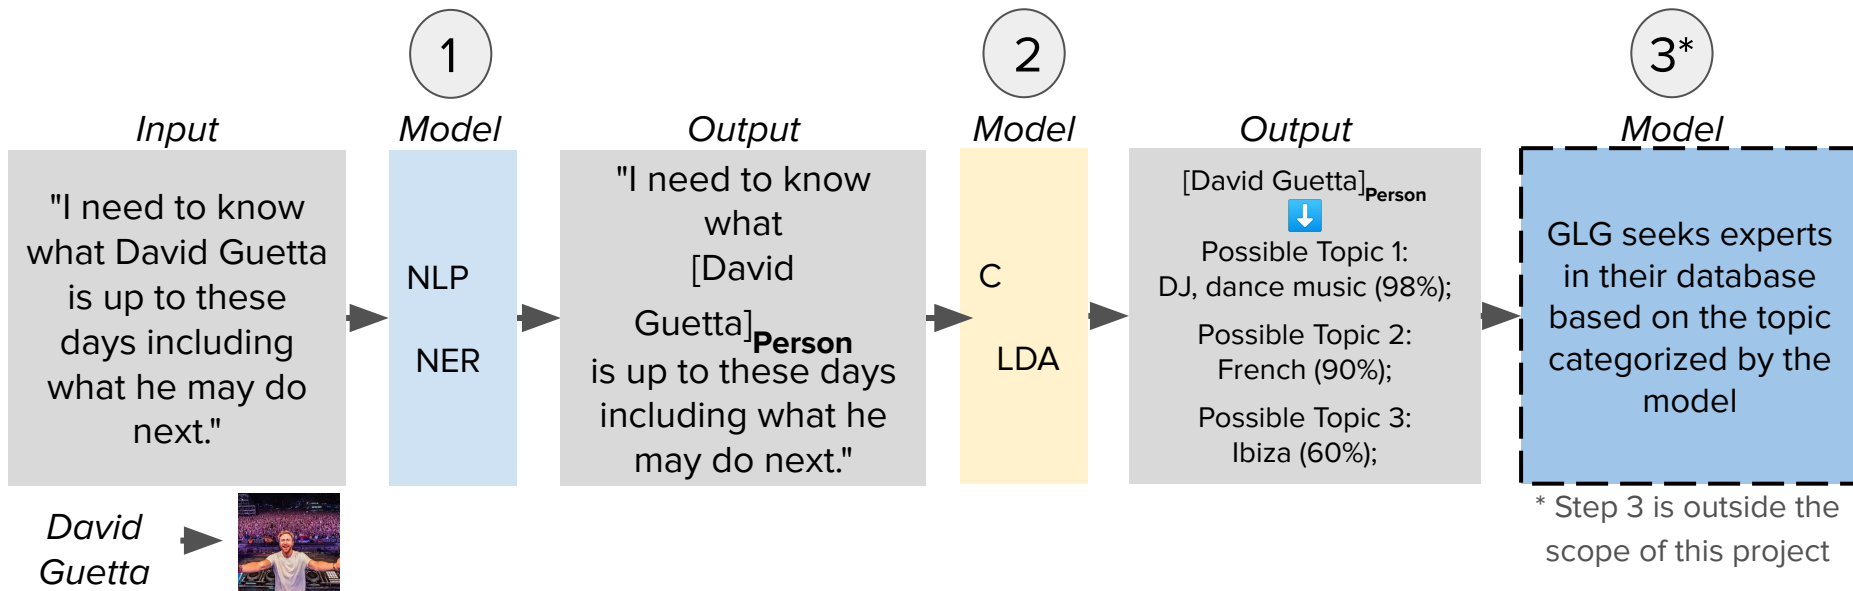 1
2
3*
Input
Model
Output
Model
Output
Model
"I need to know
what David Guetta
is up to these
days including
what he may do
next."
NLP
NER
"I need to know
what
[David
Guetta]Person
is up to these days
including what he
may do next."
C
LDA
[David Guetta]Person
Possible Topic 1:
DJ, dance music (98%);
Possible Topic 2:
French (90%);
Possible Topic 3:
Ibiza (60%);
GLG seeks experts
in their database
based on the topic
categorized by the
model
* Step 3 is outside the
scope of this project
David
Guetta